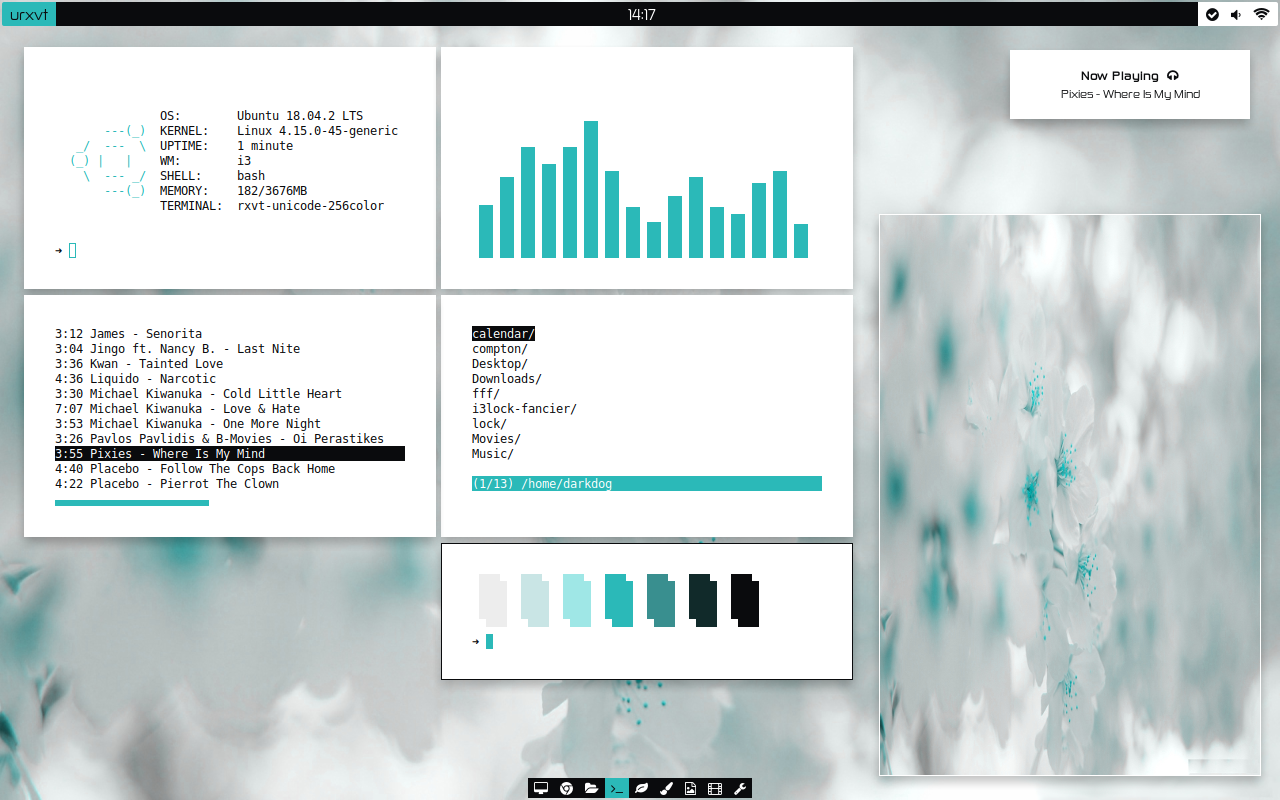 urxvt
14:17
Now Playing
Pixies - Where Is My Mind
OS: Ubuntu 18.04.2 LTS
KERNEL: Linux 4.15.0-45-generic
UPTIME: 1 minute
WM: i3
SHELL: bash
MEMORY: 182/3676MB
TERMINAL: rxvt-unicode-256color
3:12 James - Senorita
3:04 Jingo ft. Nancy B. - Last Nite
3:36 Kwan - Tainted Love
4:36 Liquido - Narcotic
3:30 Michael Kiwanuka - Cold Little Heart
7:07 Michael Kiwanuka - Love & Hate
3:53 Michael Kiwanuka - One More Night
3:26 Pavlos Pavlidis & B-Movies - Oi Perastikes
3:55 Pixies - Where Is My Mind
4:40 Placebo - Follow The Cops Back Home
4:22 Placebo - Pierrot The Clown
calendar/
compton/
Desktop/
Downloads/
fff/
i3lock-fancier/
lock/
Movies/
Music/
(1/13) /home/darkdog